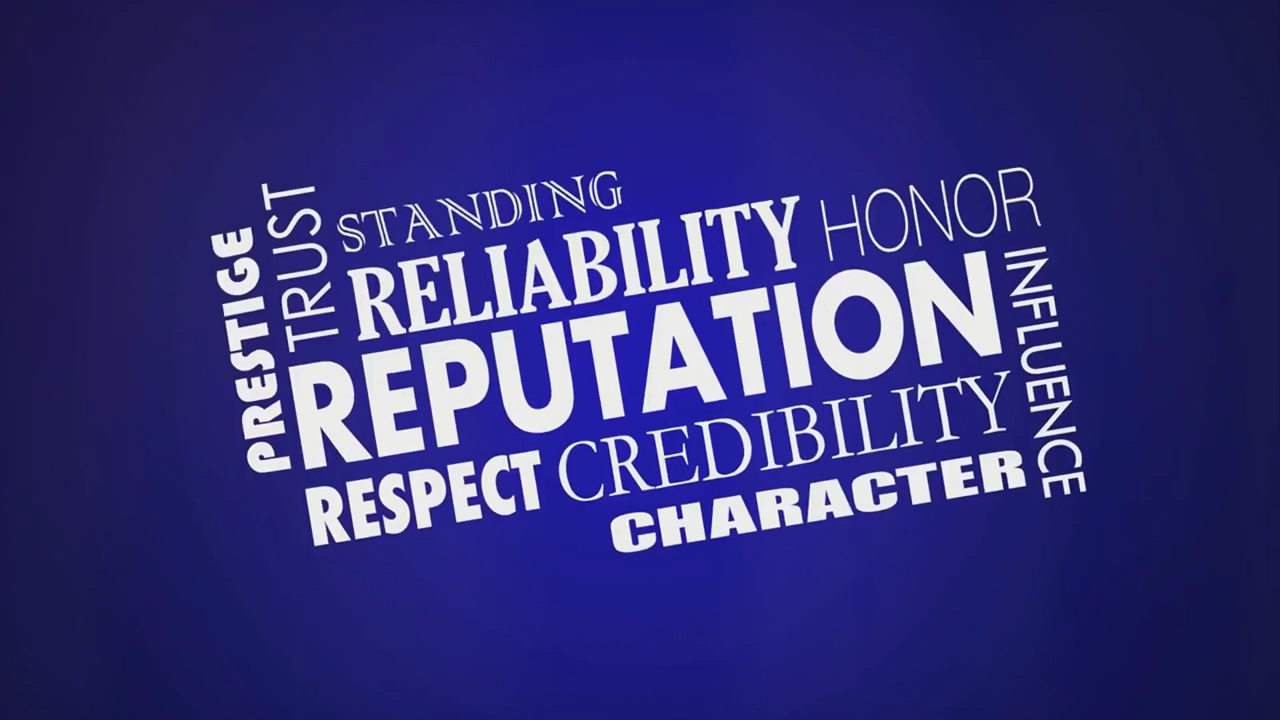 PRESTIGE
TRUST
STANDING
RELIABILITY
HONOR
REPUTATION
INFLUENCE
RESPECT
CREDIBILITY
CHARACTER